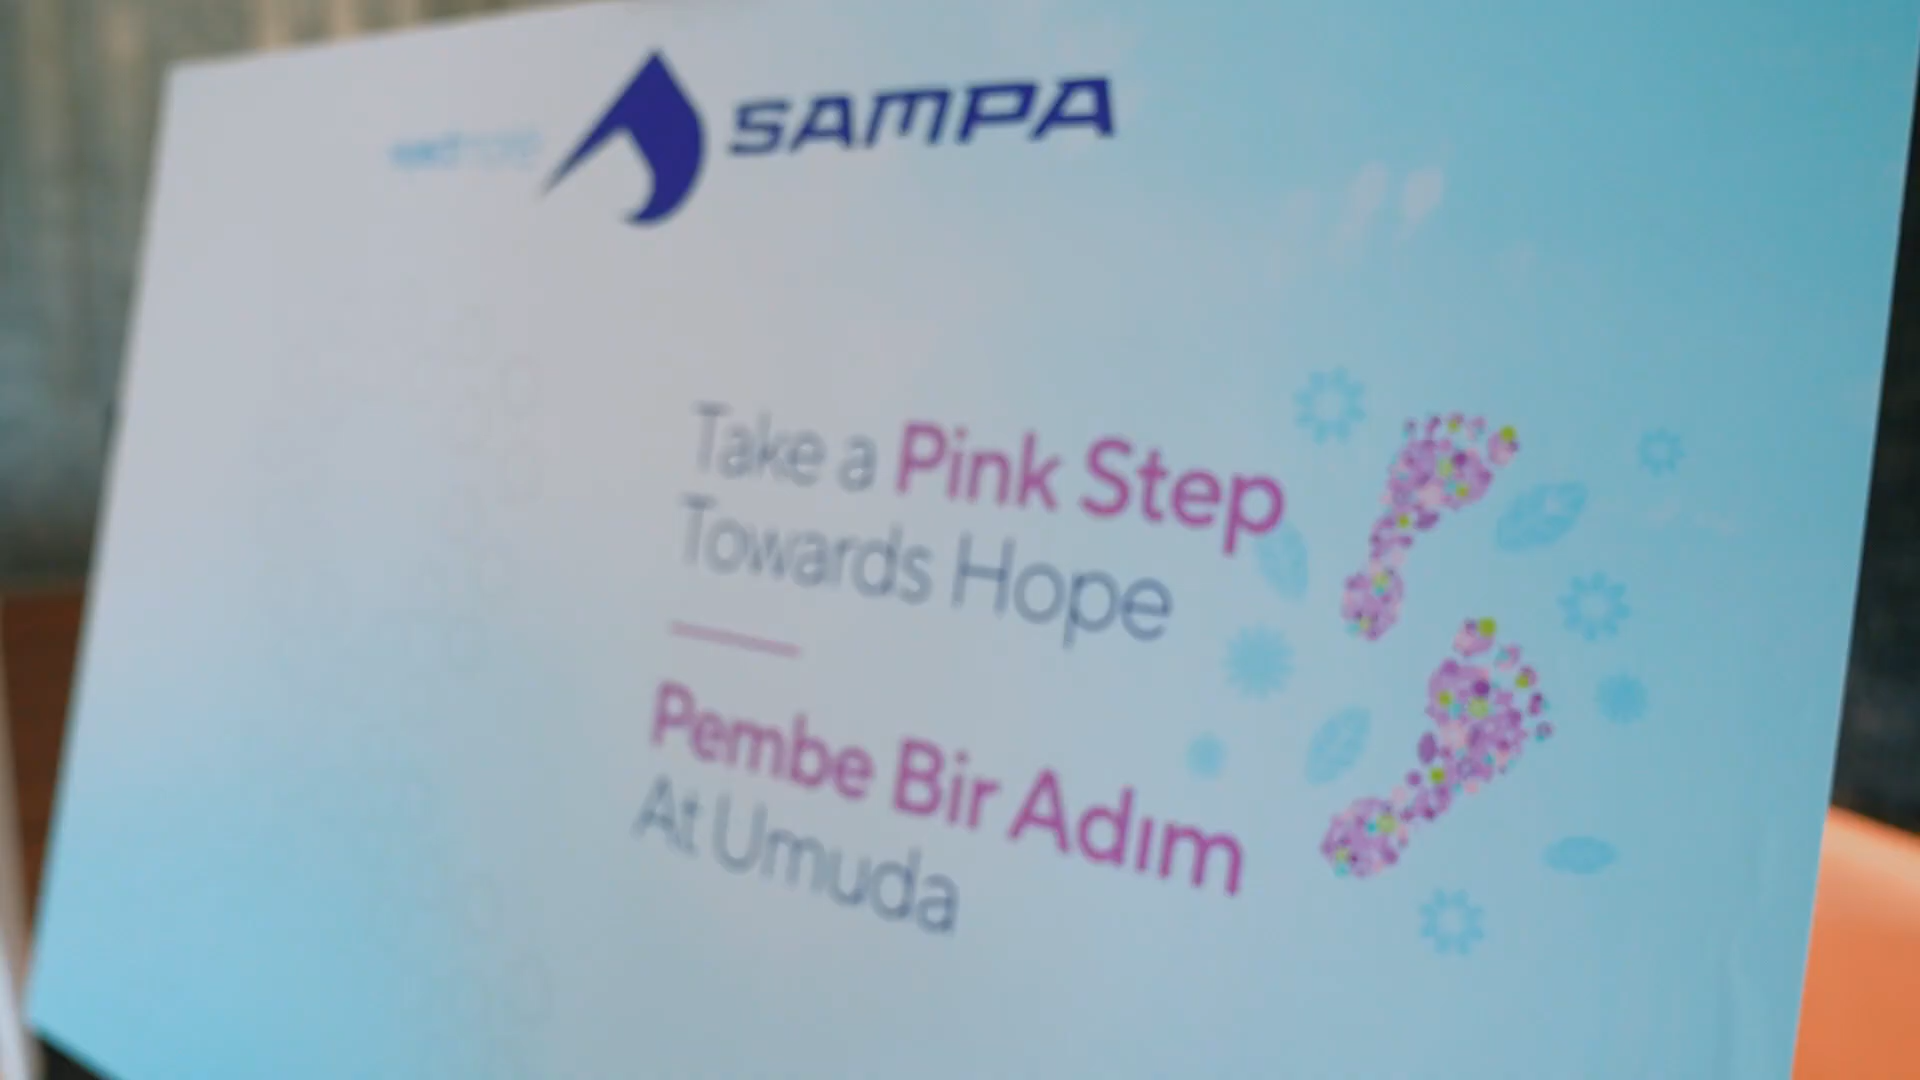 SAMPA
Take a Pink Step
Towards Hope
Pembe Bir Adım
At Umuda